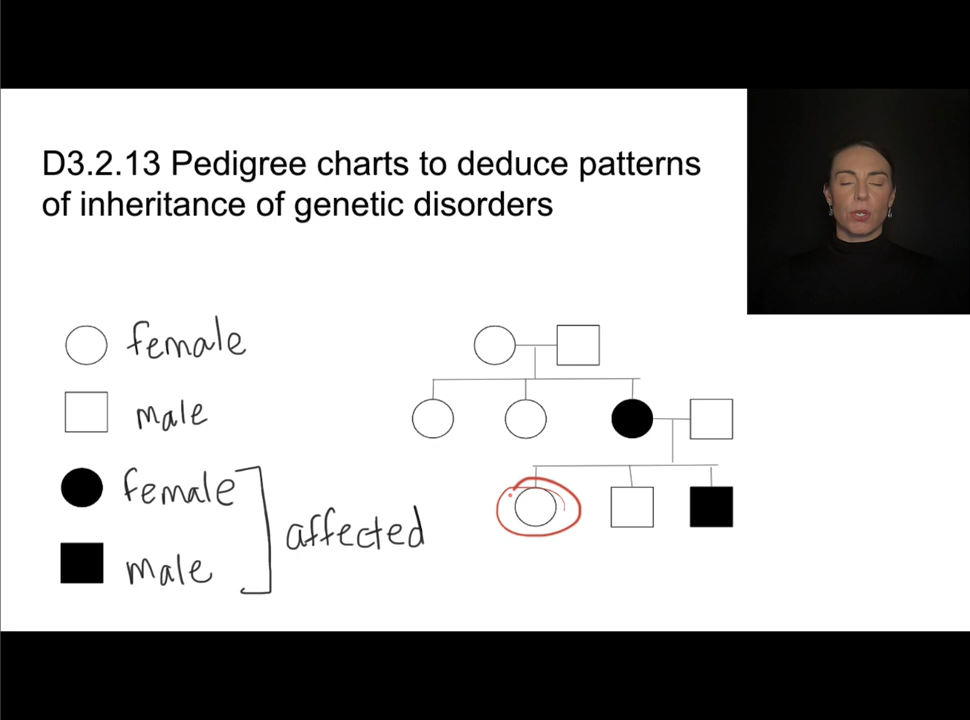 D3.2.13 Pedigree charts to deduce patterns
of inheritance of genetic disorders
female
male
female
male
affected